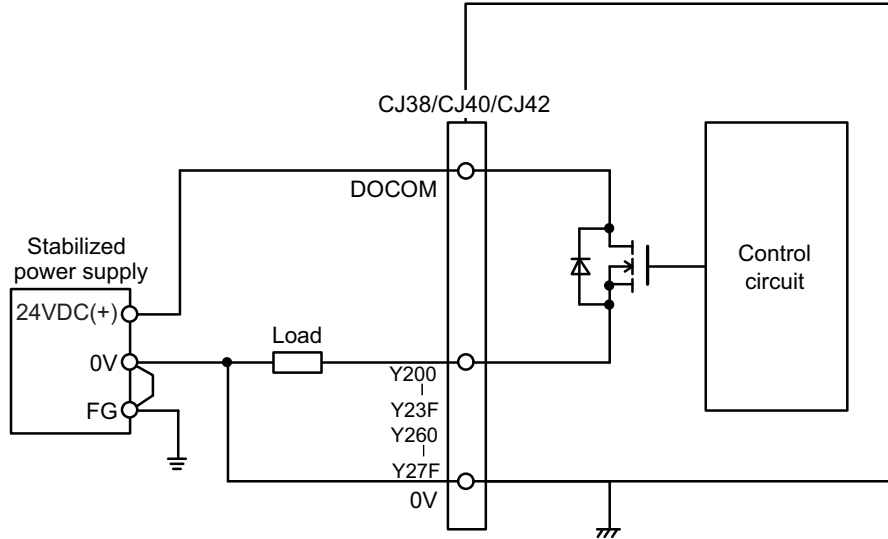 CJ38/CJ40/CJ42
DOCOM
Stabilized
power supply
24VDC(+)
0V
FG
Load
Y200
Y23F
Y260
Y27F
0V
Control
circuit